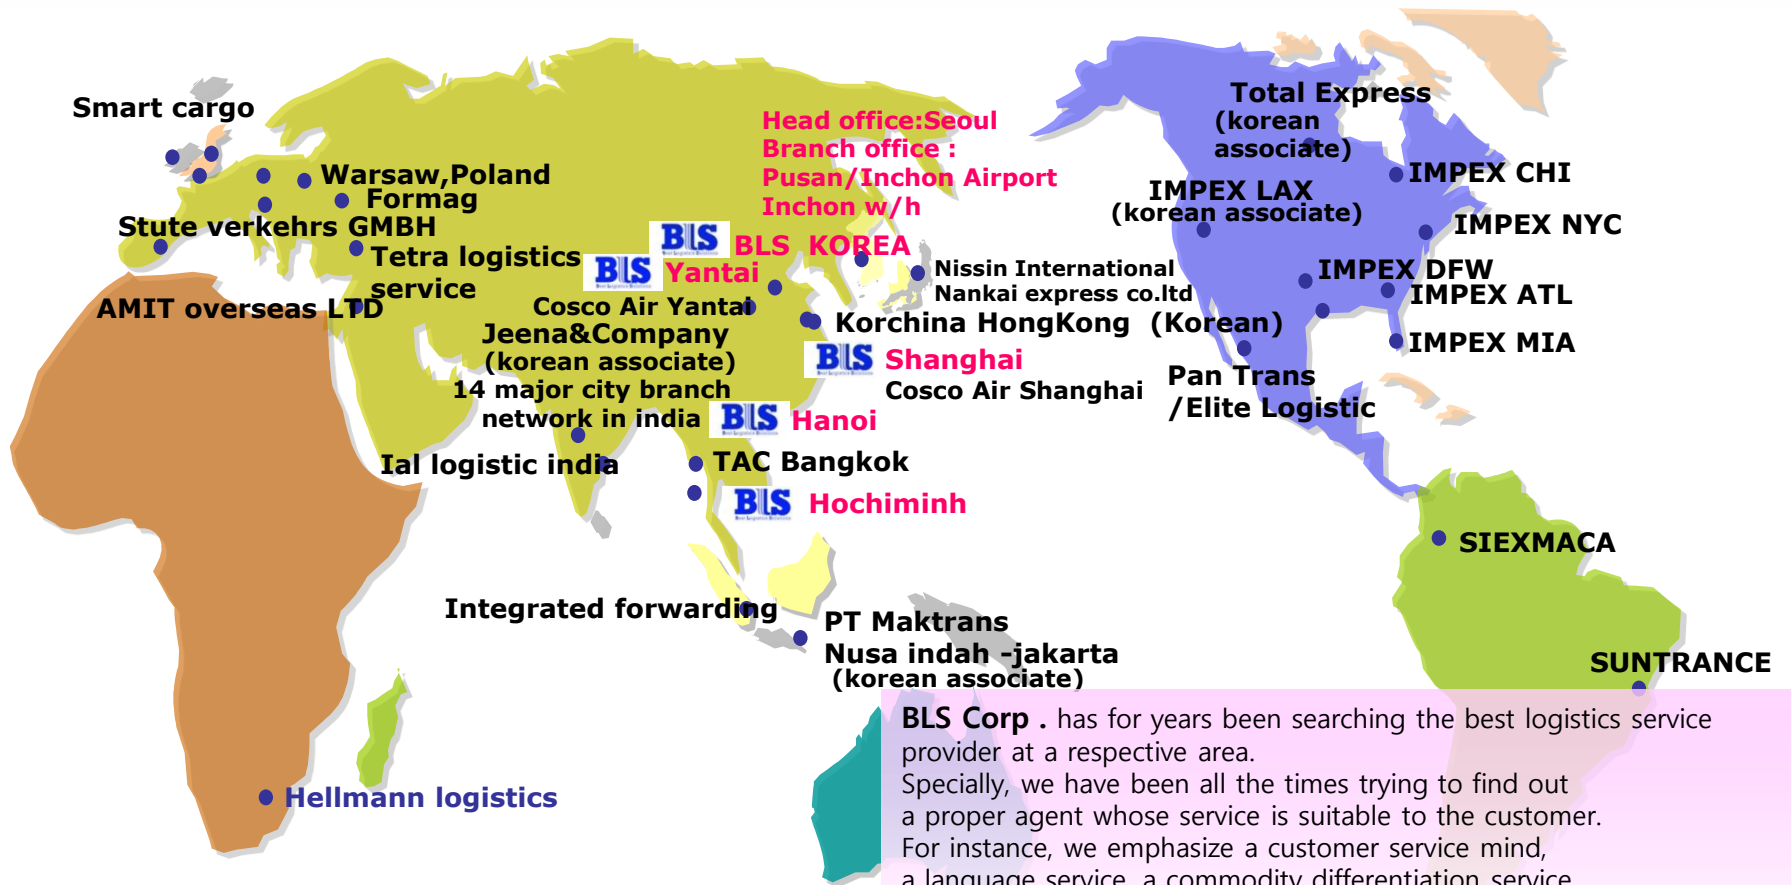 Smart cargo
Head office:Seoul
Branch office :
Pusan/Inchon Airport
Inchon w/h
Total Express
(korean
associate)
Warsaw,Poland
Formag
IMPEX CHI
IMPEX LAX
(korean associate)
Stute verkehrs GMBH
IMPEX NYC
BLS BLS KOREA
BLS Yantai
Tetra logistics
service
Nissin International
Nankai express co.ltd
IMPEX DFW
IMPEX ATL
AMIT overseas LTD
Cosco Air Yantai
Korchina HongKong (Korean)
Jeena&Company
(korean associate)
14 major city branch
network in india
IMPEX MIA
BLS Shanghai
Cosco Air Shanghai
Pan Trans
/Elite Logistic
BLS Hanoi
Ial logistic india
TAC Bangkok
BLS Hochiminh
SIEXMACA
Integrated forwarding
PT Maktrans
Nusa indah -jakarta
(korean associate)
SUNTRANCE
Hellmann logistics
BLS Corp . has for years been searching the best logistics service
provider at a respective area.
Specially, we have been all the times trying to find out
a proper agent whose service is suitable to the customer.
For instance, we emphasize a customer service mind,
a language service, a commodity differentiation service